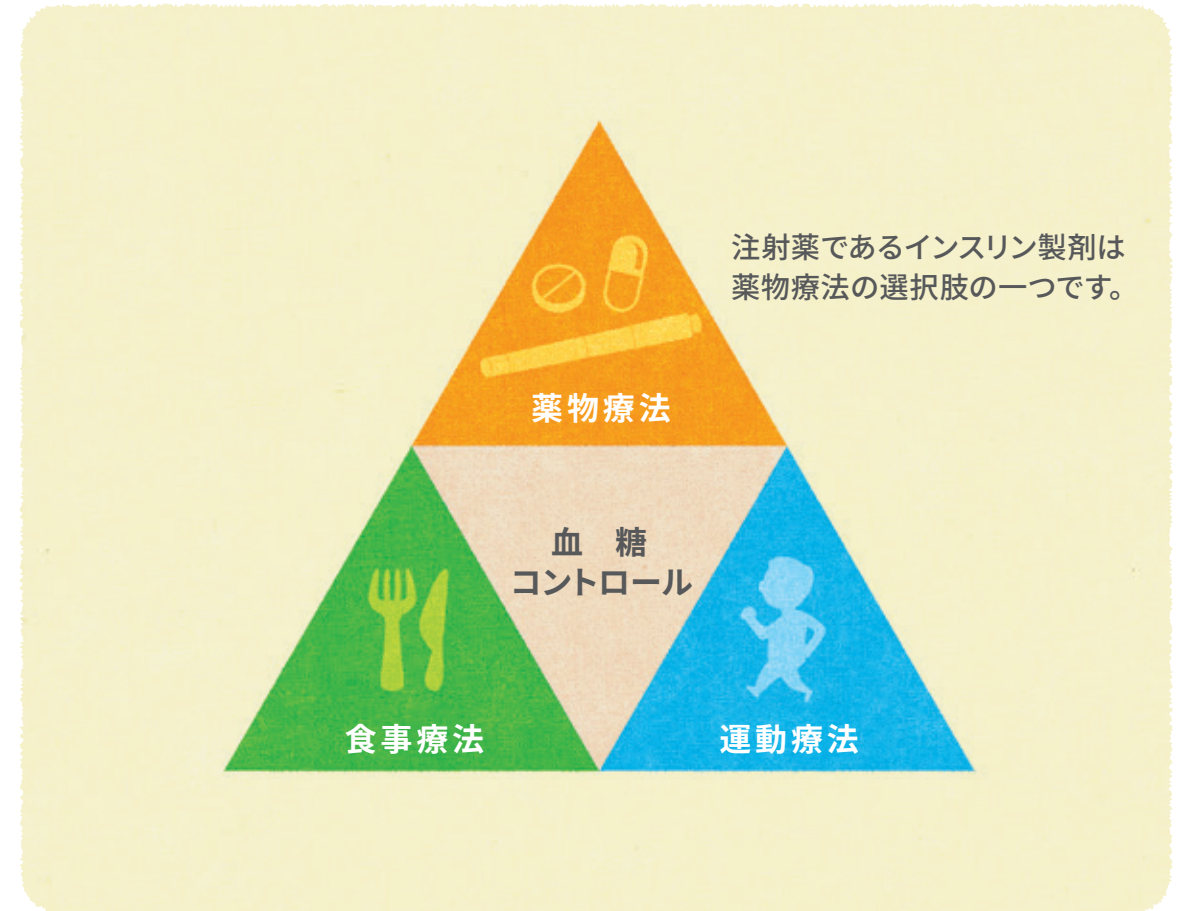 注射薬であるインスリン製剤は
薬物療法の選択肢の一つです。
薬物療法
血　糖
コントロール
食事療法
運動療法